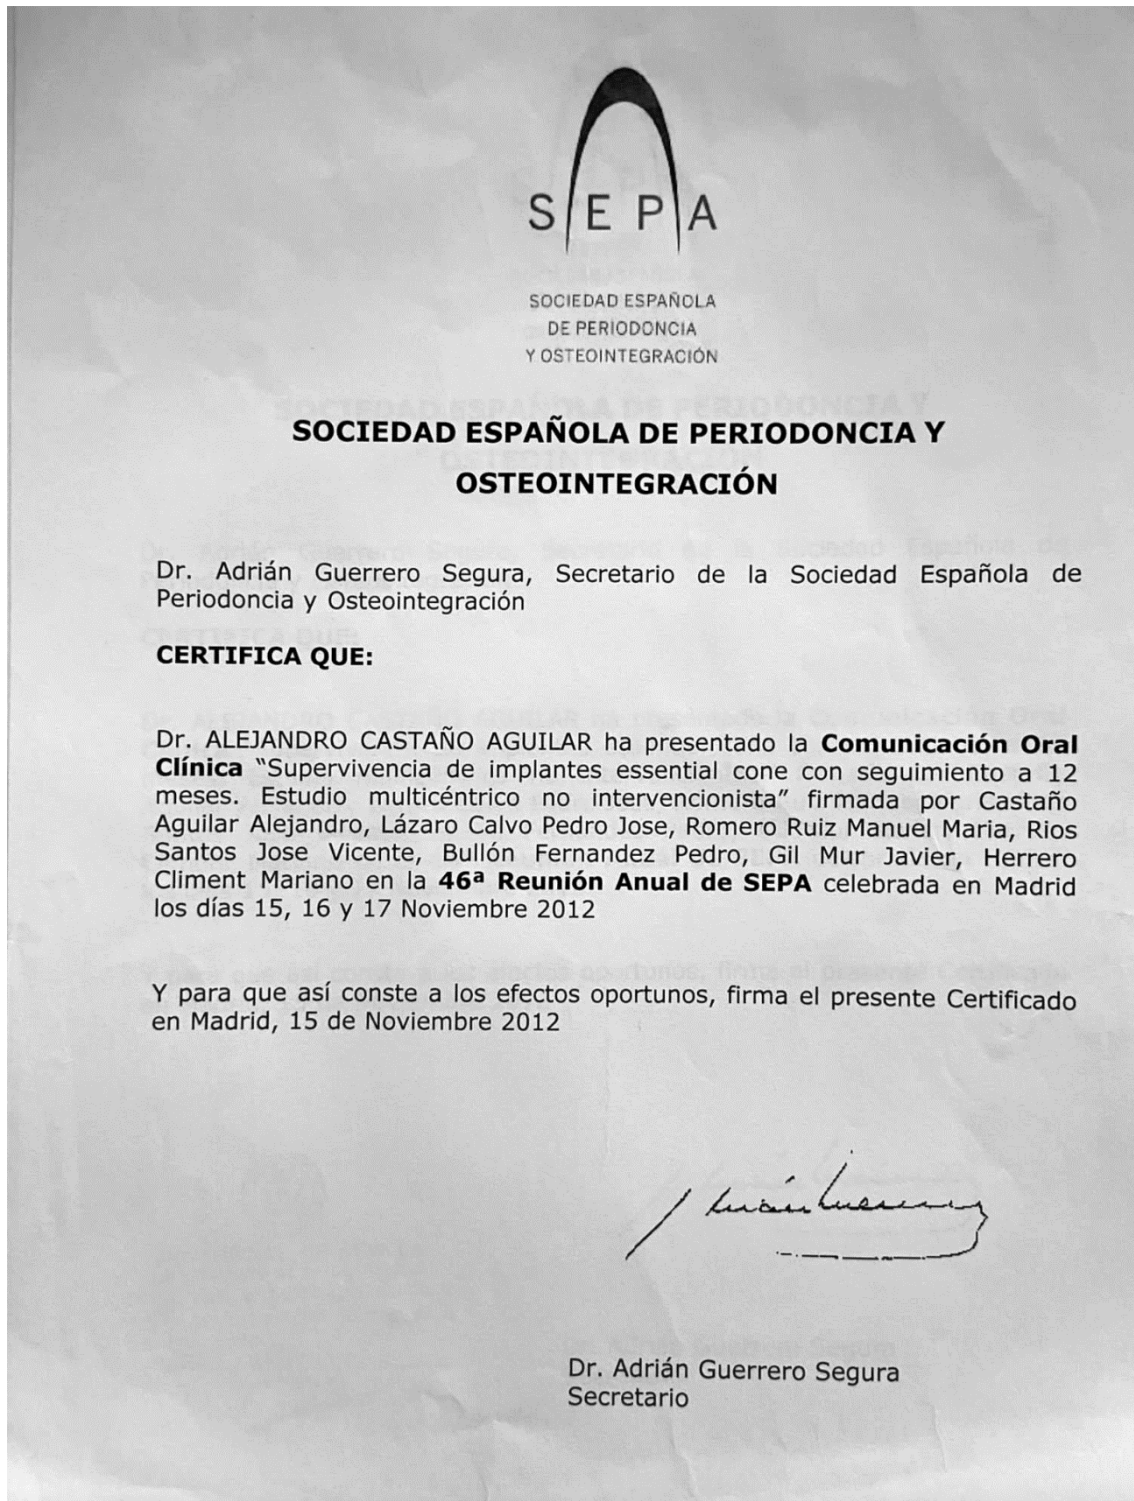 SEPA
SOCIEDAD ESPAÑOLA
DE PERIODONCIA
Y OSTEOINTEGRACIÓN
SOCIEDAD ESPAÑOLA DE PERIODONCIA Y
OSTEOINTEGRACIÓN
Dr. Adrián Guerrero Segura, Secretario de la Sociedad Española de
Periodoncia y Osteointegración
CERTIFICA QUE:
Dr. ALEJANDRO CASTAÑO AGUILAR ha presentado la Comunicación Oral
Clínica “Supervivencia de implantes essential cone con seguimiento a 12
meses. Estudio multicéntrico no intervencionista” firmada por Castaño
Aguilar Alejandro, Lázaro Calvo Pedro Jose, Romero Ruiz Manuel Maria, Rios
Santos Jose Vicente, Bullón Fernandez Pedro, Gil Mur Javier, Herrero
Climent Mariano en la 46ª Reunión Anual de SEPA celebrada en Madrid
los días 15, 16 y 17 Noviembre 2012
Y para que así conste a los efectos oportunos, firma el presente Certificado
en Madrid, 15 de Noviembre 2012
Dr. Adrián Guerrero Segura
Secretario